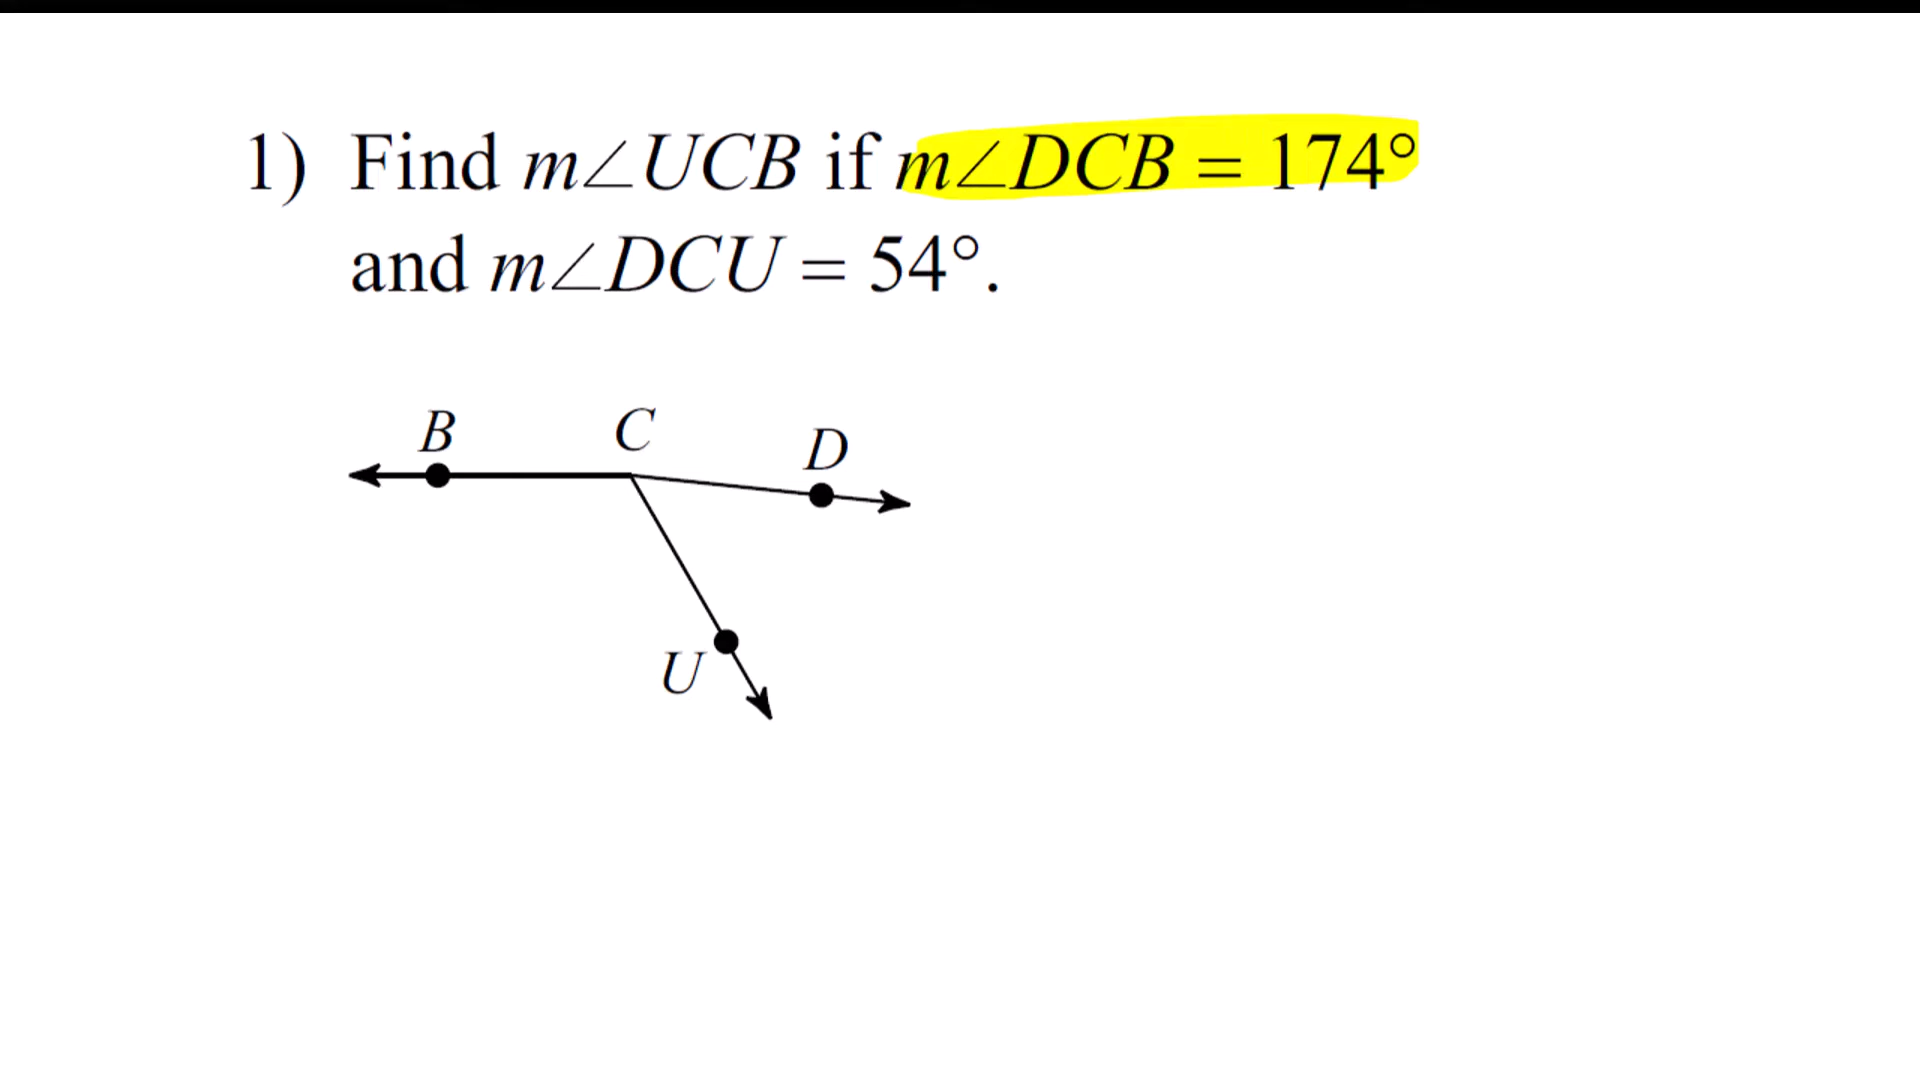 1) Find m∠UCB if m∠DCB = 174°
and m∠DCU = 54°.
B
C
D
U